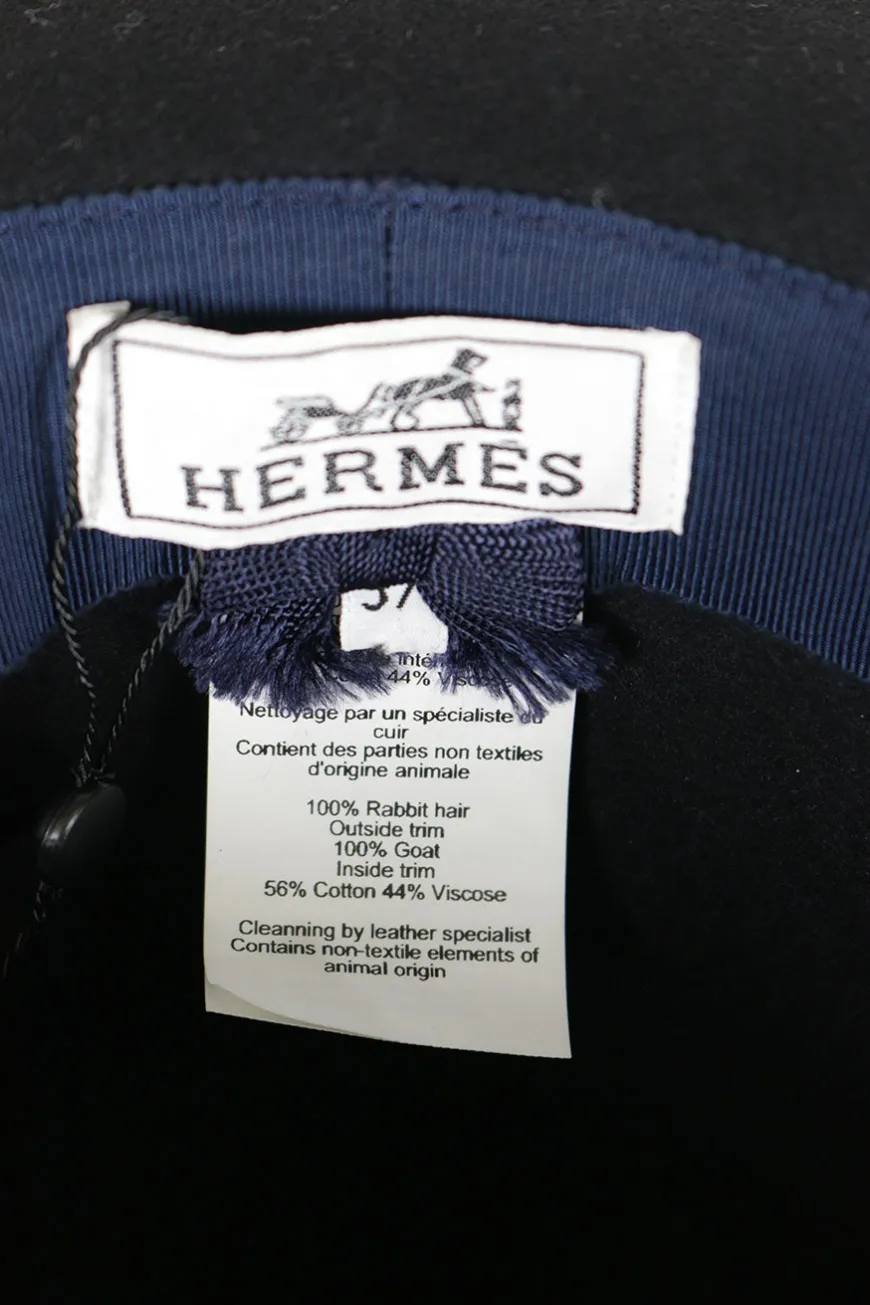 HERMÈS
37
44%
Nettoyage par un spécialiste du
cuir
Contient des parties non textiles
d'origine animale
100% Rabbit hair
Outside trim
100% Goat
Inside trim
56% Cotton 44% Viscose
Cleanning by leather specialist
Contains non-textile elements of
animal origin